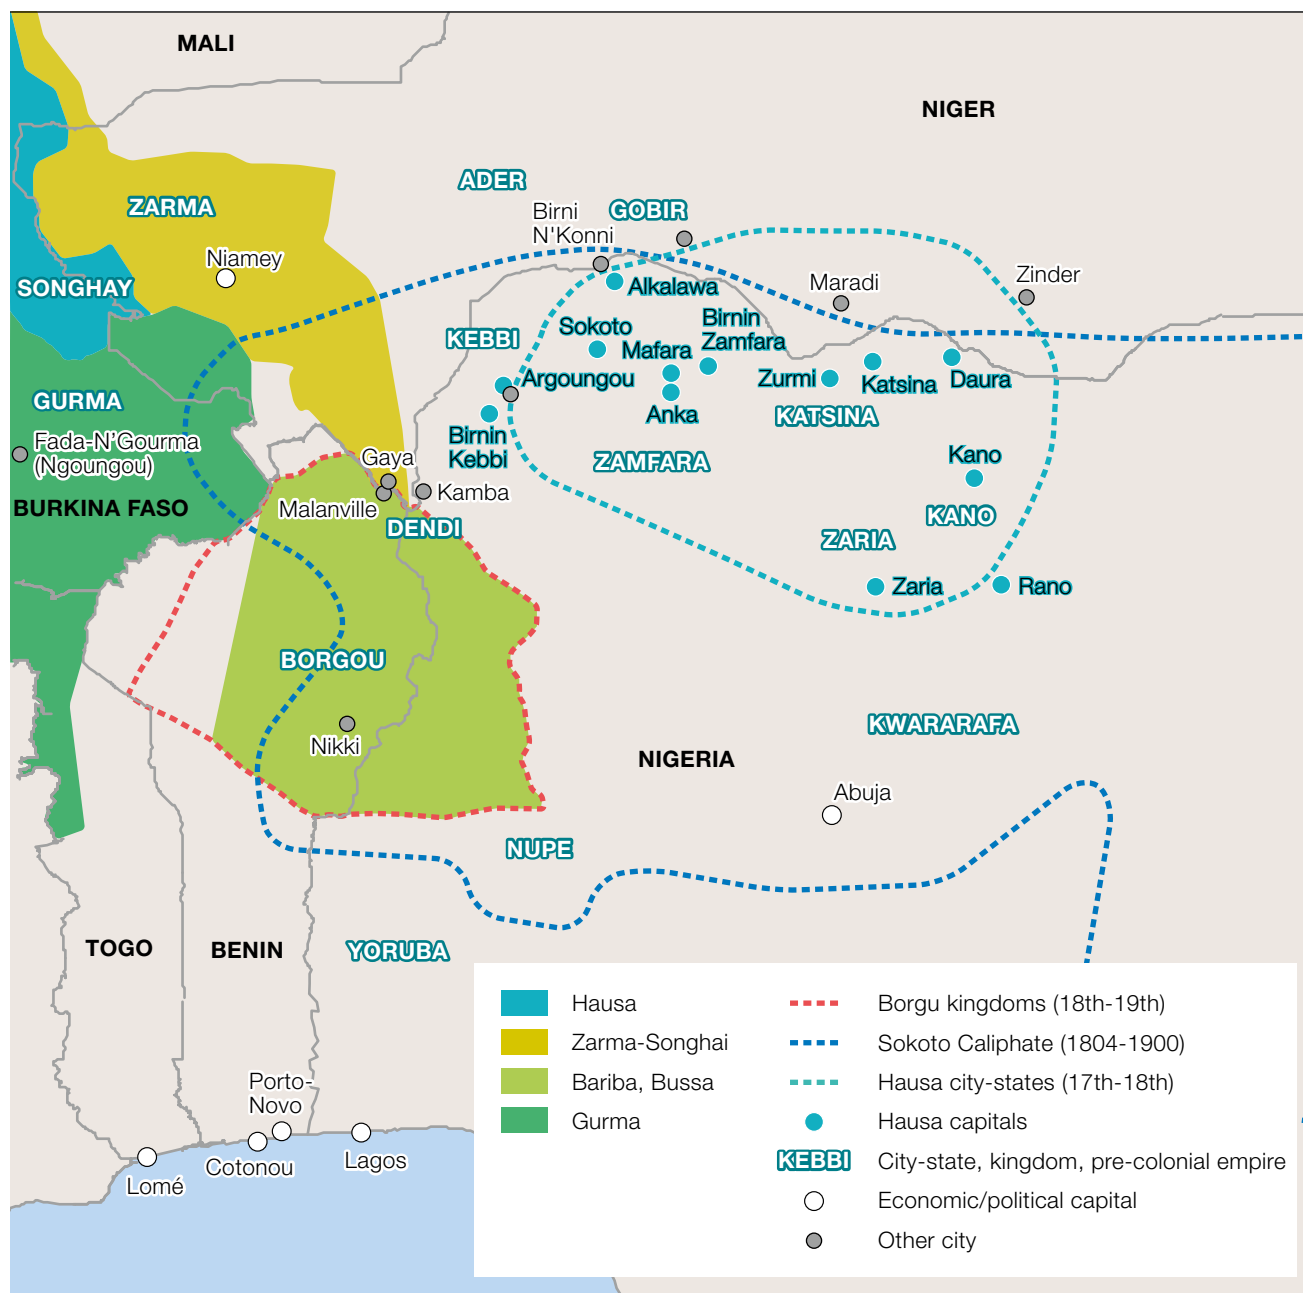 MALI
NIGER
ADER
ZARMA
Birni
N'Konni
GOBIR
Niamey
SONGHAY
Alkalawa
Maradi
Zinder
KEBBI
Sokoto
Birnin
Zamfara
Mafara
Argoungou
Zurmi
Katsina
Daura
GURMA
Anka
KATSINA
Fada-N'Gourma
(Ngoungou)
Birnin
Kebbi
Gaya
ZAMFARA
Kano
BURKINA FASO
Malanville
Kamba
DENDI
KANO
ZARIA
Zaria
Rano
BORGOU
Nikki
KWARARAFA
NIGERIA
Abuja
NUPE
TOGO
BENIN
YORUBA
Porto-
Novo
Lomé
Cotonou
Lagos
Hausa
Zarma-Songhai
Bariba, Bussa
Gurma
Borgu kingdoms (18th-19th)
Sokoto Caliphate (1804-1900)
Hausa city-states (17th-18th)
Hausa capitals
KEBBI City-state, kingdom, pre-colonial empire
Economic/political capital
Other city